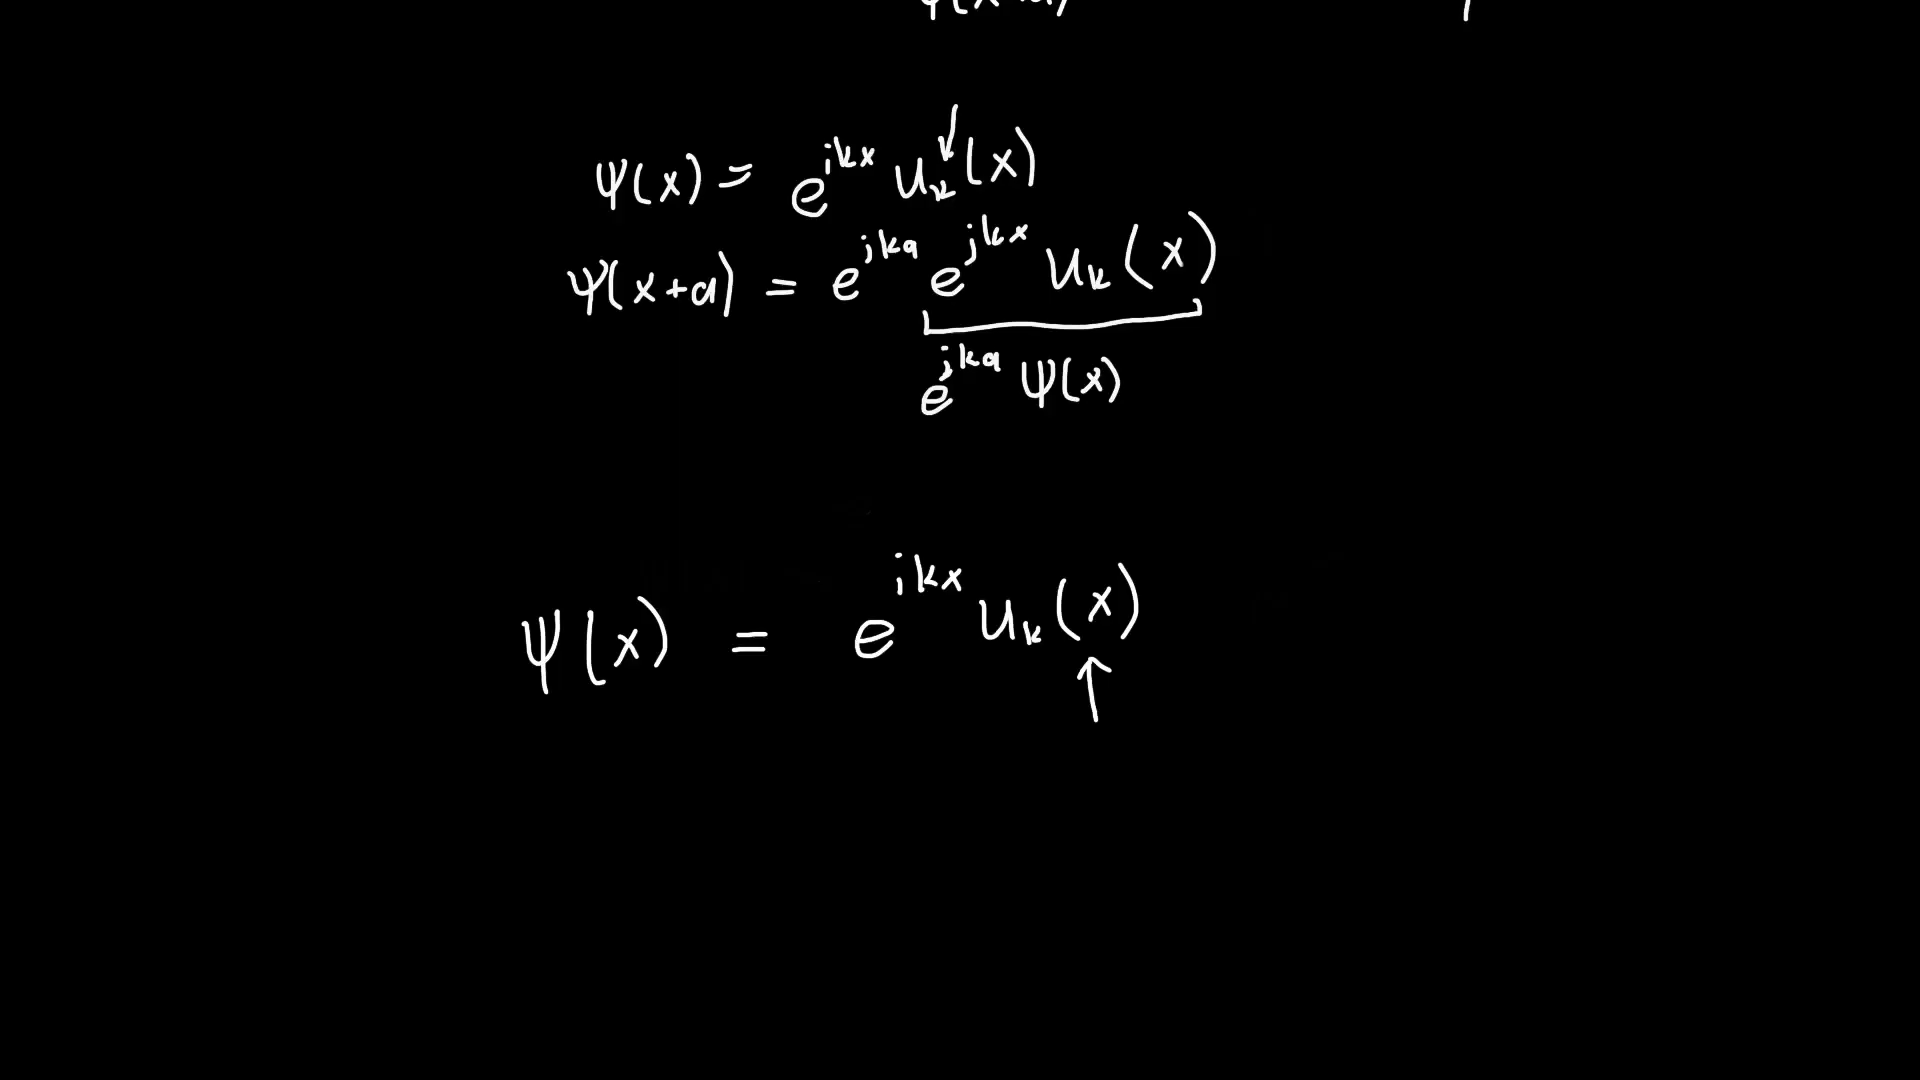 ψ(x) = e^{ikx} u_k(x)
ψ(x+a) = e^{jka} e^{jkx} u_k(x)
e^{jka} ψ(x)
ψ(x) = e^{ikx} u_k(x)